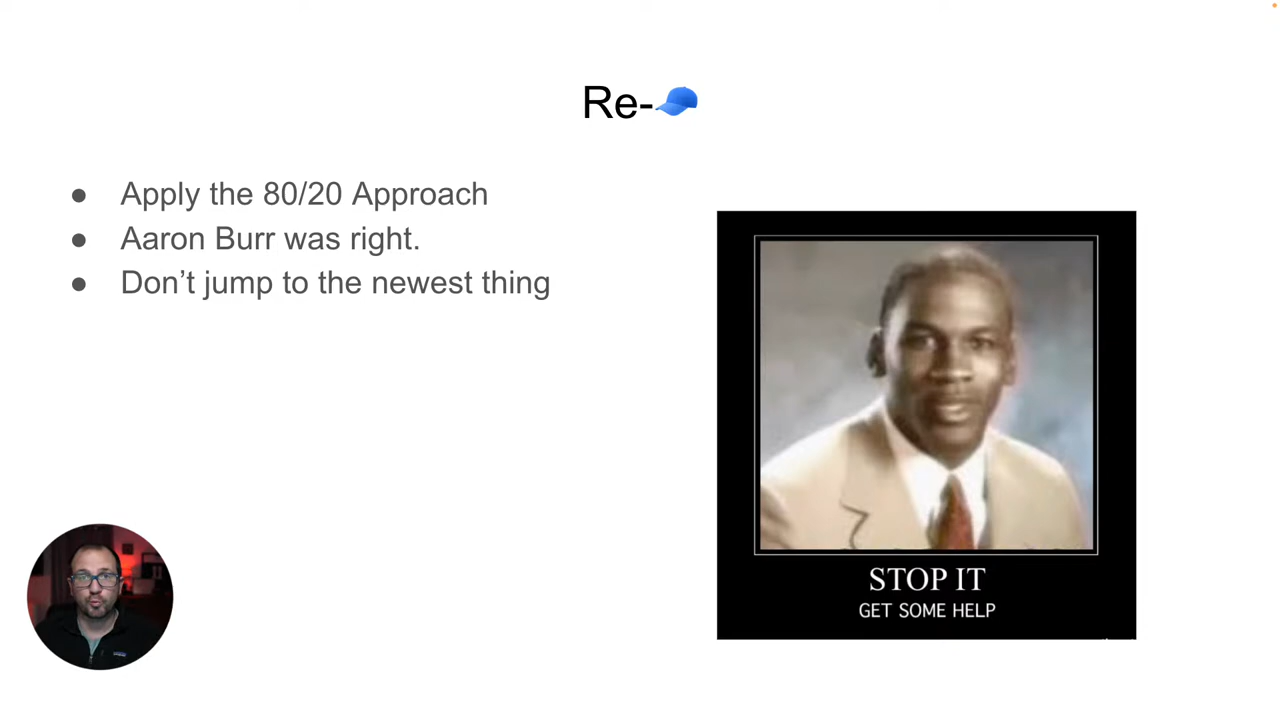 Re-🧢
Apply the 80/20 Approach
Aaron Burr was right.
Don’t jump to the newest thing
STOP IT
GET SOME HELP